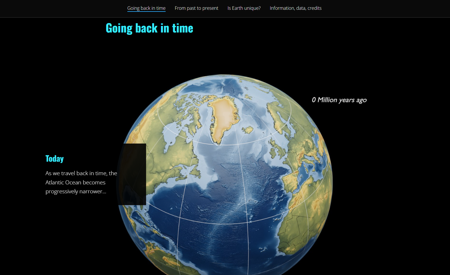 Going back in time From past to present Is Earth unique? Information, data, credits
Going back in time
0 Million years ago
Today
As we travel back in time, the
Atlantic Ocean becomes
progressively narrower...